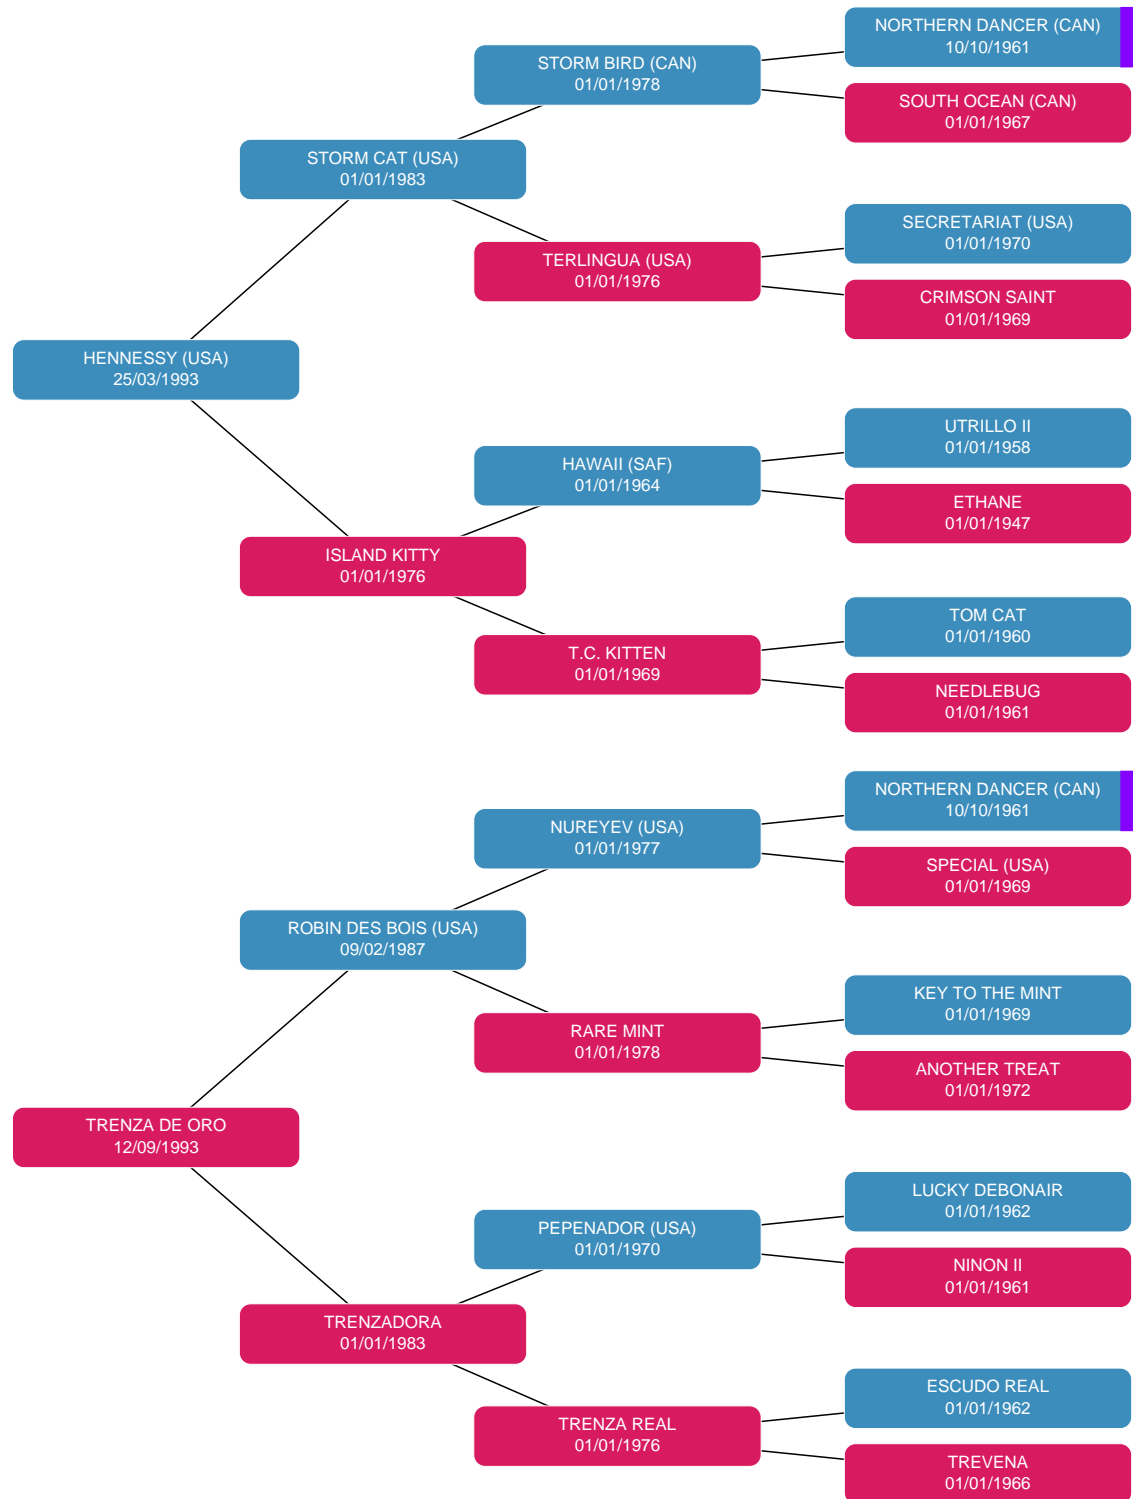 NORTHERN DANCER (CAN)
10/10/1961
STORM BIRD (CAN)
01/01/1978
SOUTH OCEAN (CAN)
01/01/1967
STORM CAT (USA)
01/01/1983
SECRETARIAT (USA)
01/01/1970
TERLINGUA (USA)
01/01/1976
CRIMSON SAINT
01/01/1969
HENNESSY (USA)
25/03/1993
UTRILLO II
01/01/1958
HAWAII (SAF)
01/01/1964
ETHANE
01/01/1947
ISLAND KITTY
01/01/1976
TOM CAT
01/01/1960
T.C. KITTEN
01/01/1969
NEEDLEBUG
01/01/1961
NORTHERN DANCER (CAN)
10/10/1961
NUREYEV (USA)
01/01/1977
SPECIAL (USA)
01/01/1969
ROBIN DES BOIS (USA)
09/02/1987
KEY TO THE MINT
01/01/1969
RARE MINT
01/01/1978
ANOTHER TREAT
01/01/1972
TRENZA DE ORO
12/09/1993
LUCKY DEBONAIR
01/01/1962
PEPENADOR (USA)
01/01/1970
NINON II
01/01/1961
TRENZADORA
01/01/1983
ESCUDO REAL
01/01/1962
TRENZA REAL
01/01/1976
TREVENA
01/01/1966